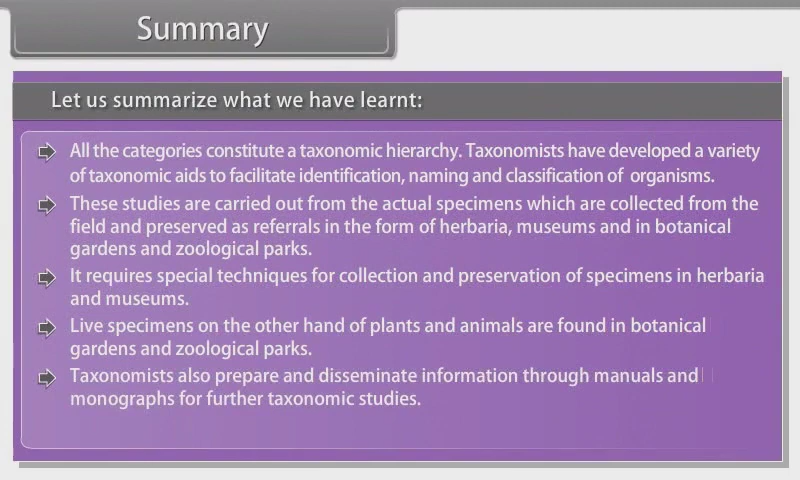 Summary
Let us summarize what we have learnt:
All the categories constitute a taxonomic hierarchy. Taxonomists have developed a variety
of taxonomic aids to facilitate identification, naming and classification of organisms.
These studies are carried out from the actual specimens which are collected from the
field and preserved as referrals in the form of herbaria, museums and in botanical
gardens and zoological parks.
It requires special techniques for collection and preservation of specimens in herbaria
and museums.
Live specimens on the other hand of plants and animals are found in botanical
gardens and zoological parks.
Taxonomists also prepare and disseminate information through manuals and
monographs for further taxonomic studies.